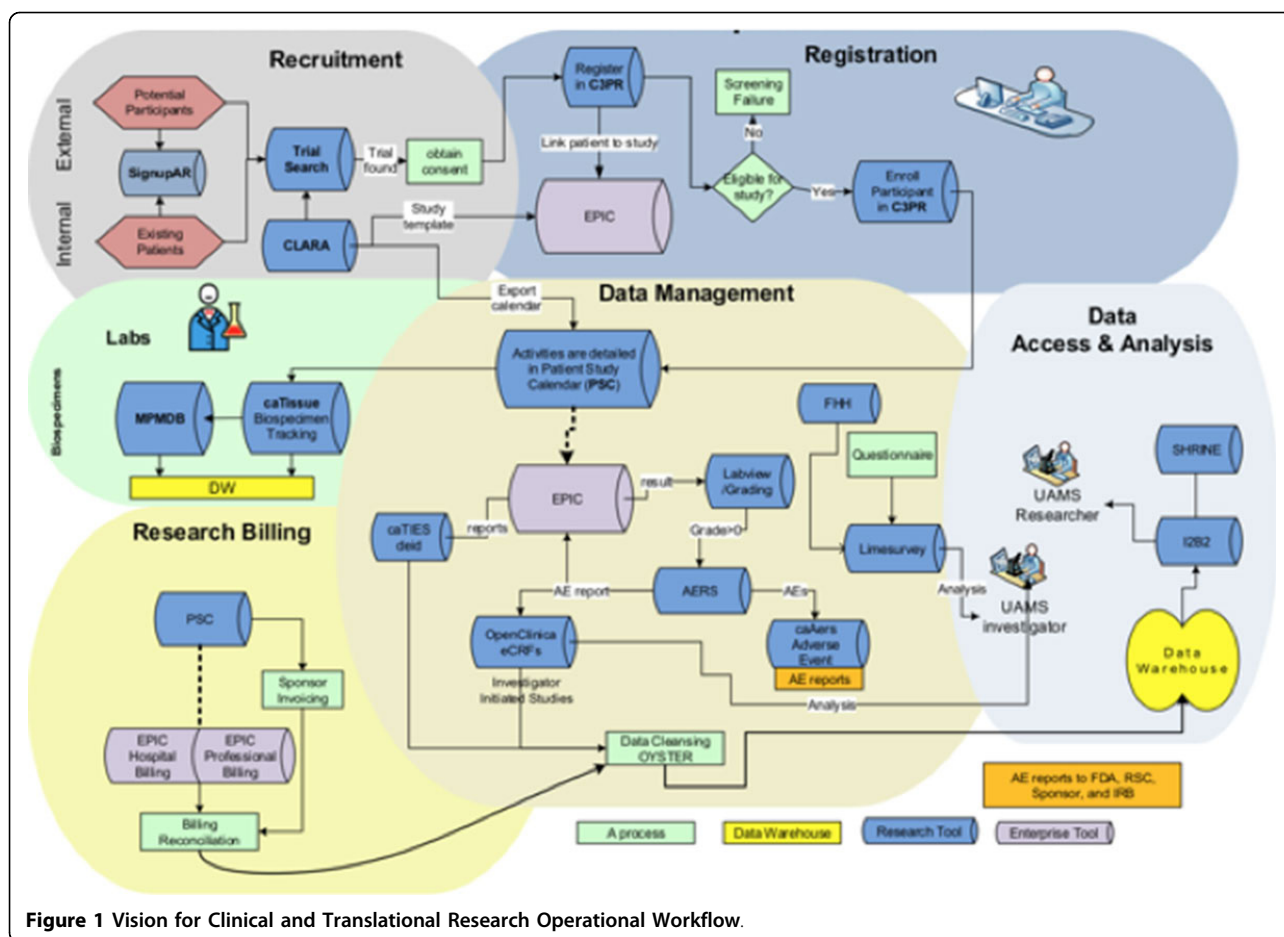 Recruitment
Registration
External
Internal
Potential
Participants
SignupAR
Existing
Patients
Trial
Search
CLARA
Trial
found
obtain
consent
Study
template
Register
in C3PR
Link patient to study
EPIC
Screening
Failure
No
Eligible for
study?
Yes
Enroll
Participant
in C3PR
Export
calendar
Labs
Biospecimens
MPMDB
caTissue
Biospecimen
Tracking
DW
Data Management
Activities are detailed
in Patient Study
Calendar (PSC)
EPIC
result
Labview
/Grading
reports
caTIES
deid
Grade>0
AE report
AERS
AEs
OpenClinica
eCRFs
Investigator
Initiated Studies
caAers
Adverse
Event
AE reports
FHH
Questionnaire
Limesurvey
Analysis
Analysis
Data Cleansing
OYSTER
Data
Access & Analysis
UAMS
Researcher
UAMS
investigator
SHRINE
I2B2
Data
Warehouse
Research Billing
PSC
Sponsor
Invoicing
EPIC
Hospital
Billing
EPIC
Professional
Billing
Billing
Reconciliation
AE reports to FDA, RSC,
Sponsor, and IRB
A process
Data Warehouse
Research Tool
Enterprise Tool
Figure 1 Vision for Clinical and Translational Research Operational Workflow.